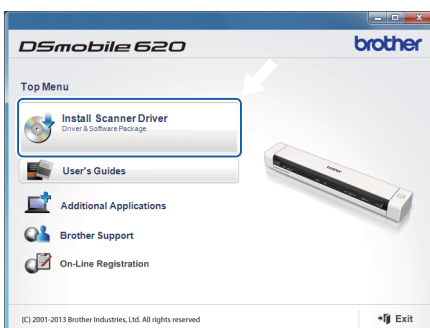 DSmobile 620
brother
Top Menu
Install Scanner Driver
Driver & Software Package
User's Guides
Additional Applications
Brother Support
On-Line Registration
(C) 2001-2013 Brother Industries, Ltd. All rights reserved
Exit